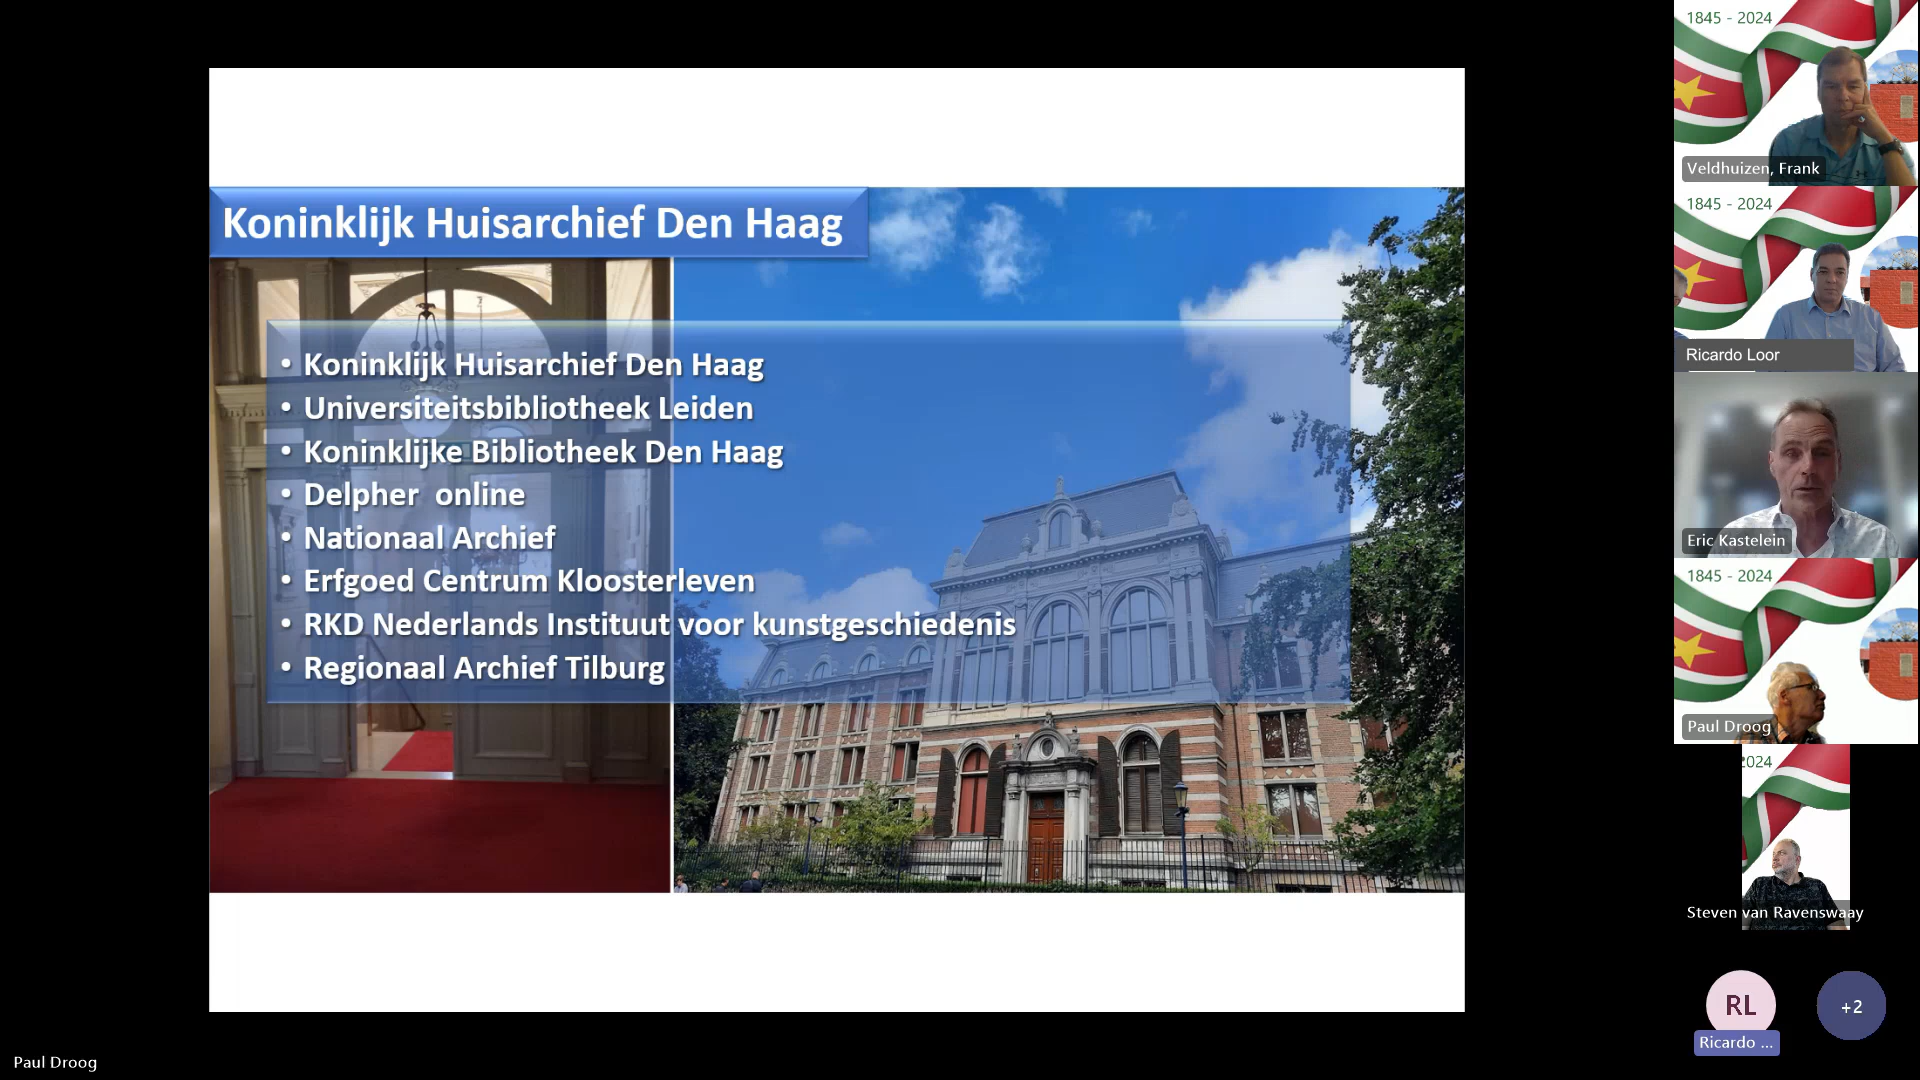 Koninklijk Huisarchief Den Haag
• Koninklijk Huisarchief Den Haag
• Universiteitsbibliotheek Leiden
• Koninklijke Bibliotheek Den Haag
• Delpher online
• Nationaal Archief
• Erfgoed Centrum Kloosterleven
• RKD Nederlands Instituut voor kunstgeschiedenis
• Regionaal Archief Tilburg
Paul Droog
1845 - 2024
Veldhuizen, Frank
1845 - 2024
Ricardo Loor
Eric Kastelein
1845 - 2024
Paul Droog
2024
Steven van Ravenswaay
RL
+2
Ricardo ...